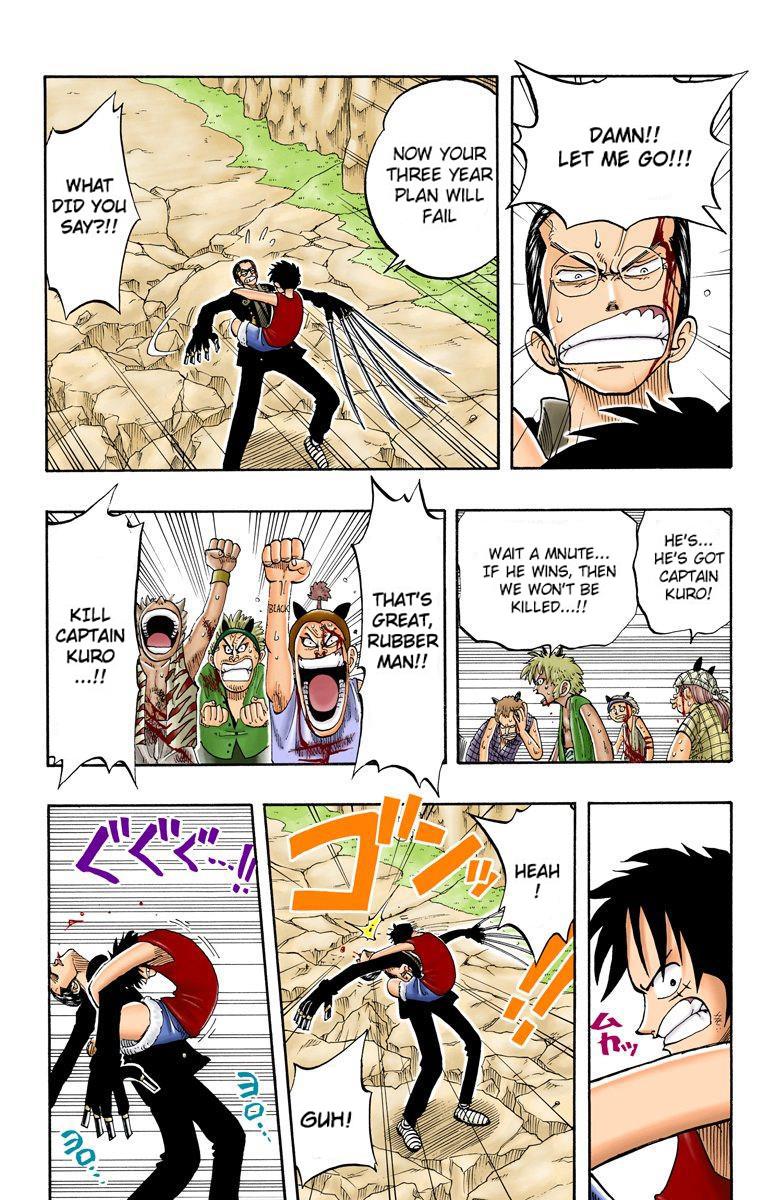 DAMN!!
LET ME GO!!!
NOW YOUR
THREE YEAR
PLAN WILL
FAIL
WHAT
DID YOU
SAY?!!
HE'S...
HE'S GOT
CAPTAIN
KURO!
WAIT A MNUTE...
IF HE WINS, THEN
WE WON'T BE
KILLED...!!
THAT'S
GREAT,
RUBBER
MAN!!
BLACK
KILL
CAPTAIN
KURO
...!!
ムカッ
HEAH
!
ゴンッ
!!!
GUH!
ぐぐぐ…!!
ヨロ…
ヨロ…